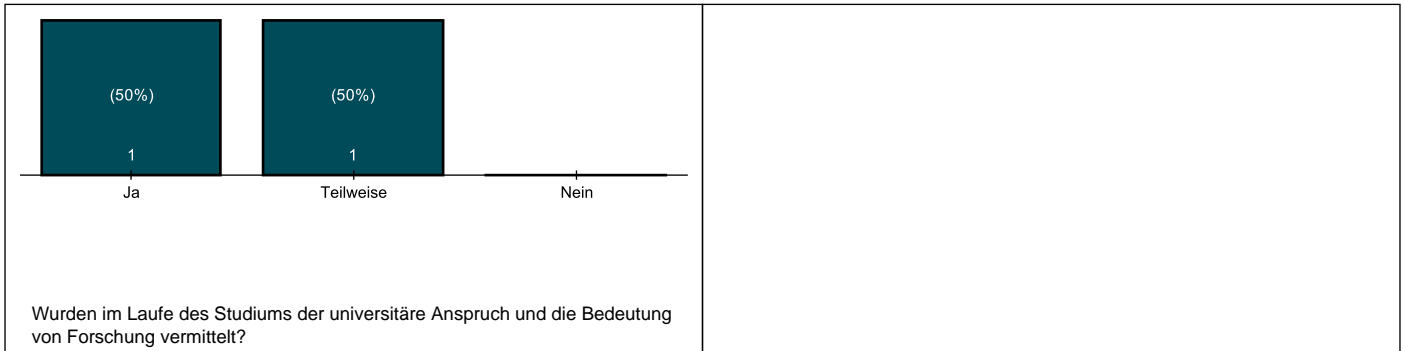 (50%) (50%)
1 1
Ja Teilweise Nein
Wurden im Laufe des Studiums der universitäre Anspruch und die Bedeutung
von Forschung vermittelt?